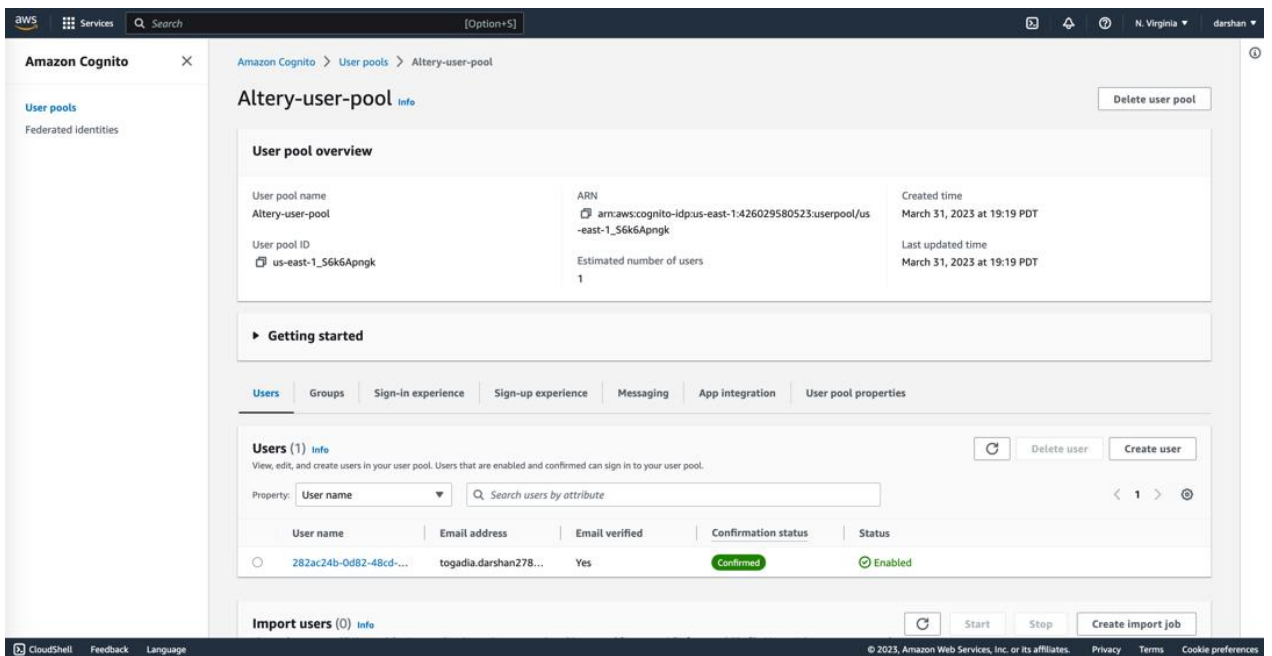 aws Services Search [Option+S] N. Virginia darshan
Amazon Cognito
User pools
Federated identities
Amazon Cognito > User pools > Altery-user-pool
Altery-user-pool Info
Delete user pool
User pool overview
User pool name
Altery-user-pool
User pool ID
us-east-1_S6k6Apngk
ARN
arn:aws:cognito-idp:us-east-1:426029580523:userpool/us
-east-1_S6k6Apngk
Estimated number of users
1
Created time
March 31, 2023 at 19:19 PDT
Last updated time
March 31, 2023 at 19:19 PDT
Getting started
Users Groups Sign-in experience Sign-up experience Messaging App integration User pool properties
Users (1) Info
Delete user Create user
View, edit, and create users in your user pool. Users that are enabled and confirmed can sign in to your user pool.
Property: User name Search users by attribute < 1 >
User name Email address Email verified Confirmation status Status
282ac24b-0d82-48cd-... togadia.darshan278... Yes Confirmed Enabled
Import users (0) Info
Start Stop Create import job
CloudShell Feedback Language © 2023, Amazon Web Services, Inc. or its affiliates. Privacy Terms Cookie preferences